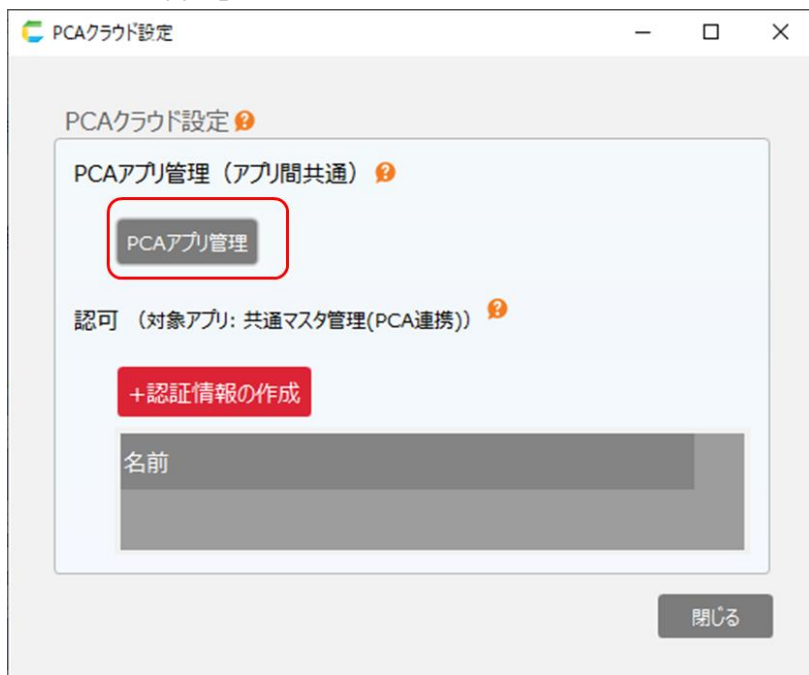 PCAクラウド設定
PCAクラウド設定
PCAアプリ管理（アプリ間共通）
PCAアプリ管理
認可 （対象アプリ: 共通マスタ管理(PCA連携)）
+認証情報の作成
名前
閉じる